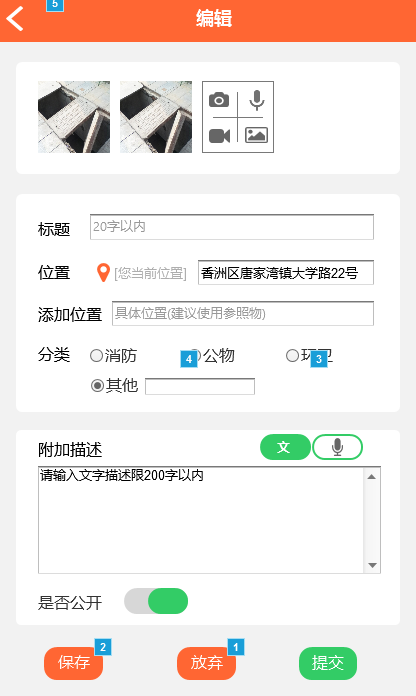 5
编辑
标题 20字以内
位置 [您当前位置] 香洲区唐家湾镇大学路22号
添加位置 具体位置(建议使用参照物)
分类 消防 4 公物 3 环卫
其他
附加描述 文
请输入文字描述限200字以内
是否公开
保存 2 放弃 1 提交